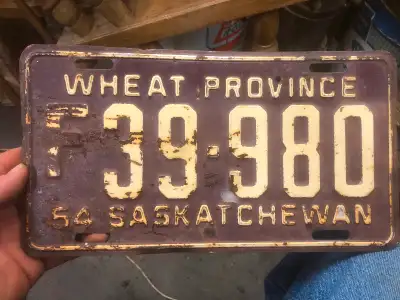 WHEAT PROVINCE
F 39-980
54 SASKATCHEWAN